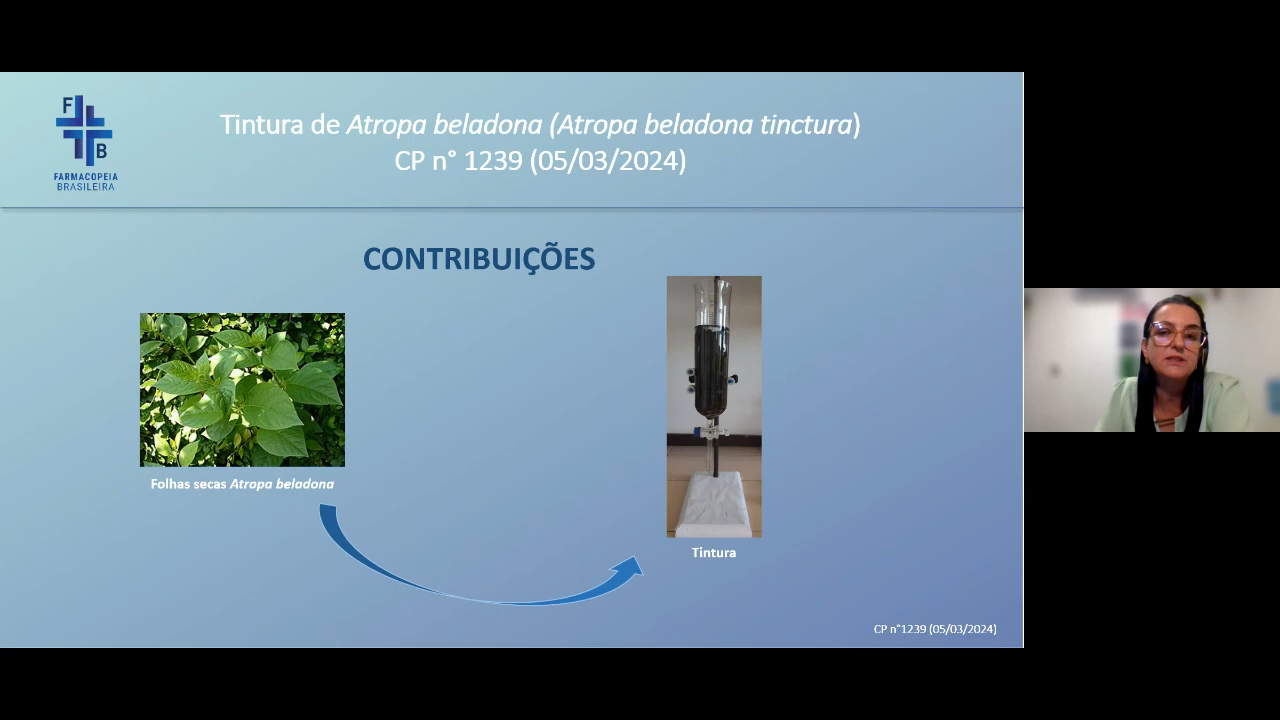 F
B
FARMACOPEIA
BRASILEIRA
Tintura de Atropa beladona (Atropa beladona tinctura)
CP n° 1239 (05/03/2024)
CONTRIBUIÇÕES
Folhas secas Atropa beladona
Tintura
CP n°1239 (05/03/2024)